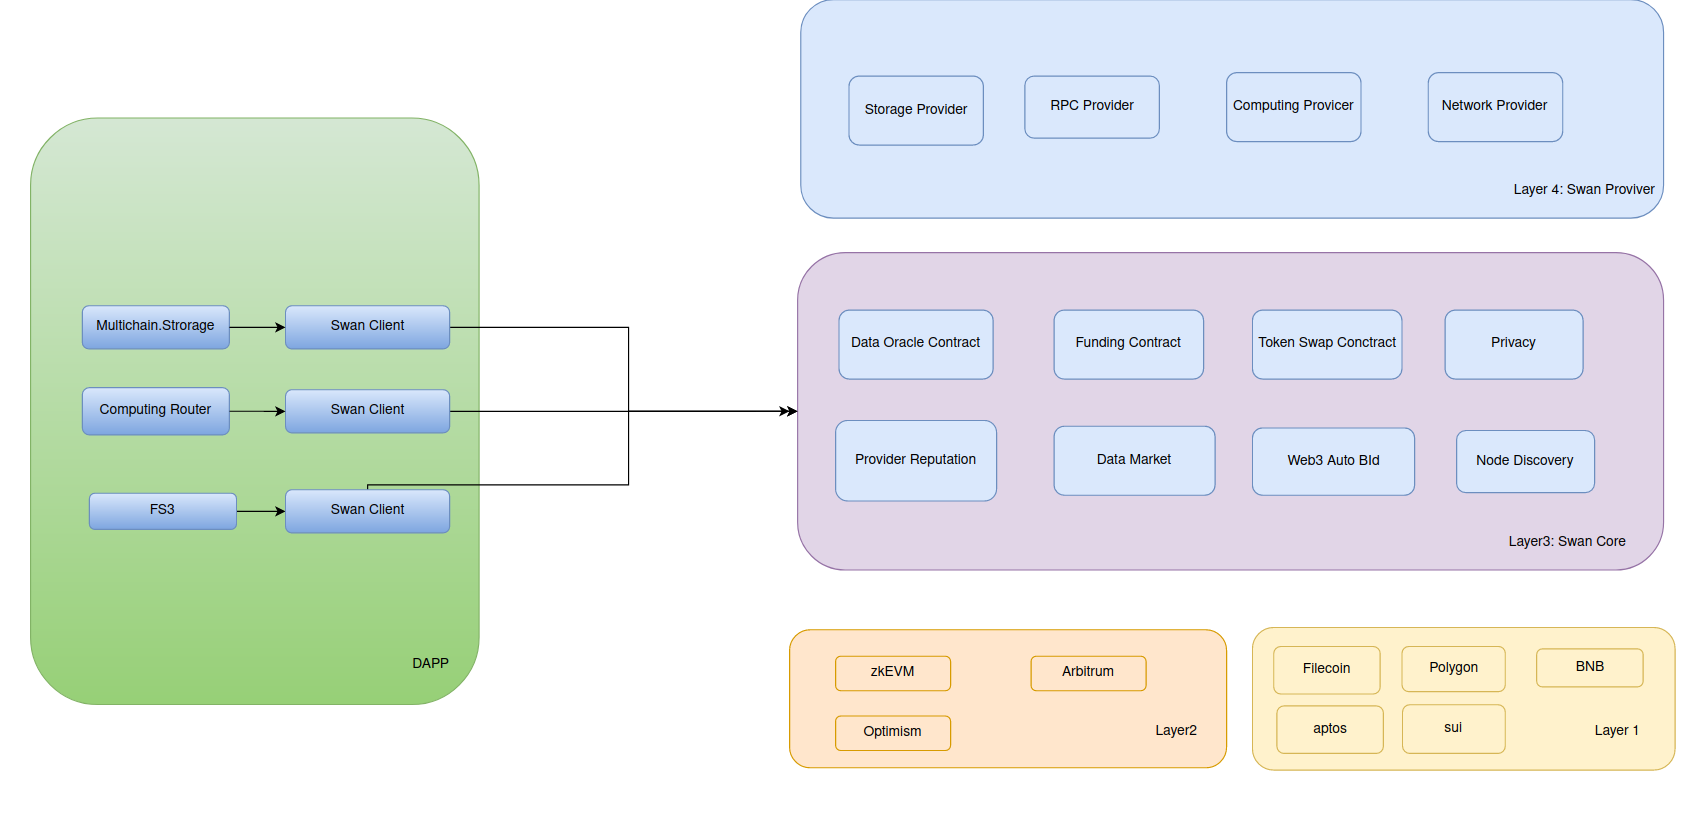 Storage Provider
RPC Provider
Computing Provicer
Network Provider
Layer 4: Swan Proviver
Multichain.Strorage
Swan Client
Computing Router
Swan Client
FS3
Swan Client
DAPP
Data Oracle Contract
Funding Contract
Token Swap Conctract
Privacy
Provider Reputation
Data Market
Web3 Auto BId
Node Discovery
Layer3: Swan Core
zkEVM
Arbitrum
Optimism
Layer2
Filecoin
Polygon
BNB
aptos
sui
Layer 1